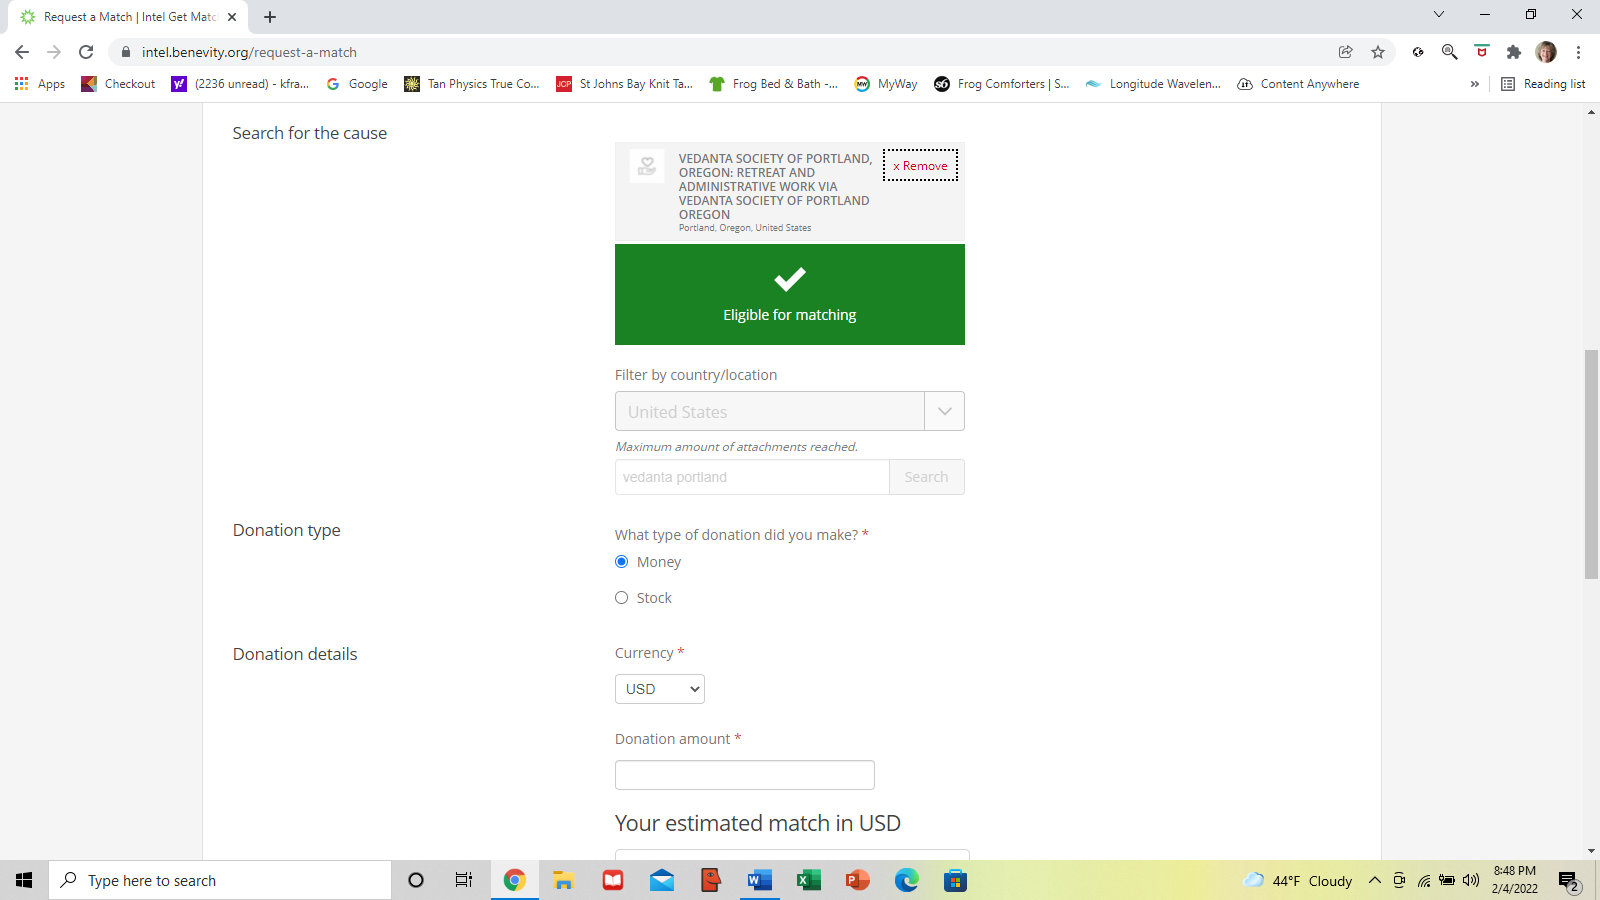 Request a Match | Intel Get Matc
intel.benevity.org/request-a-match
Apps
Checkout
(2236 unread) - kfra...
Google
Tan Physics True Co...
JCP
St Johns Bay Knit Ta...
Frog Bed & Bath -...
MW
MyWay
Frog Comforters | S...
Longitude Wavelen...
Content Anywhere
»
Reading list
Search for the cause
VEDANTA SOCIETY OF PORTLAND,
OREGON: RETREAT AND
ADMINISTRATIVE WORK VIA
VEDANTA SOCIETY OF PORTLAND
OREGON
Portland, Oregon, United States
x Remove
Eligible for matching
Filter by country/location
United States
Maximum amount of attachments reached.
vedanta portland
Search
Donation type
What type of donation did you make? *
Money
Stock
Donation details
Currency *
USD
Donation amount *
Your estimated match in USD
Type here to search
44°F Cloudy
8:48 PM
2/4/2022
2